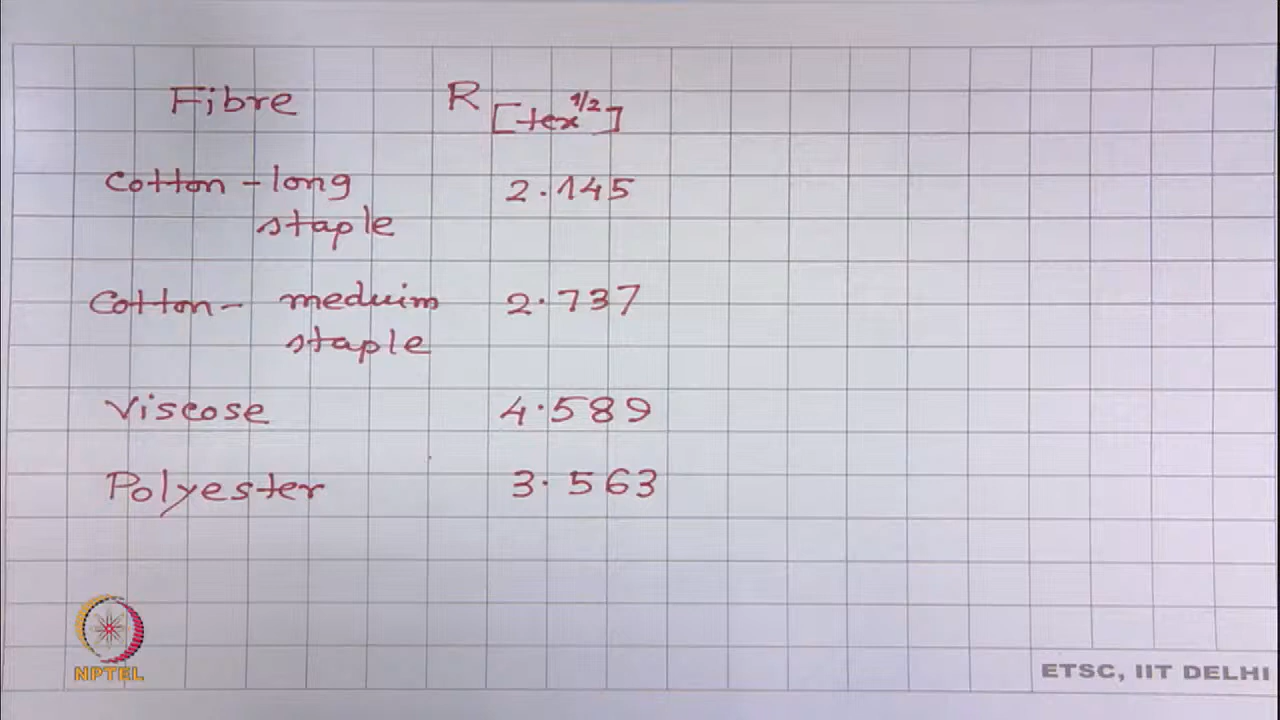 Fibre R [tex^1/2]
Cotton - long 2.145
staple
Cotton - meduim 2.737
staple
Viscose 4.589
Polyester 3.563
NPTEL
ETSC, IIT DELHI